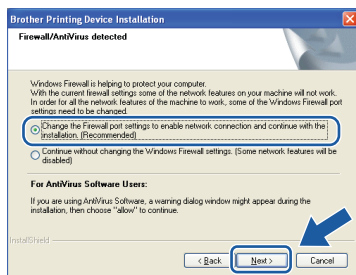 Brother Printing Device Installation
Firewall/AntiVirus detected
Windows Firewall is helping to protect your computer.
With the current firewall settings some of the network features on your machine will not work.
In order for all the network features of the machine to work, some of the Windows Firewall port
settings need to be changed.
Change the Firewall port settings to enable network connection and continue with the
installation. (Recommended)
Continue without changing the Windows Firewall settings. (Some network features will be
disabled)
For AntiVirus Software Users:
If you are using AntiVirus Software, a warning dialog window might appear during the
installation, then choose "allow" to continue.
InstallShield
< Back
Next >
Cancel